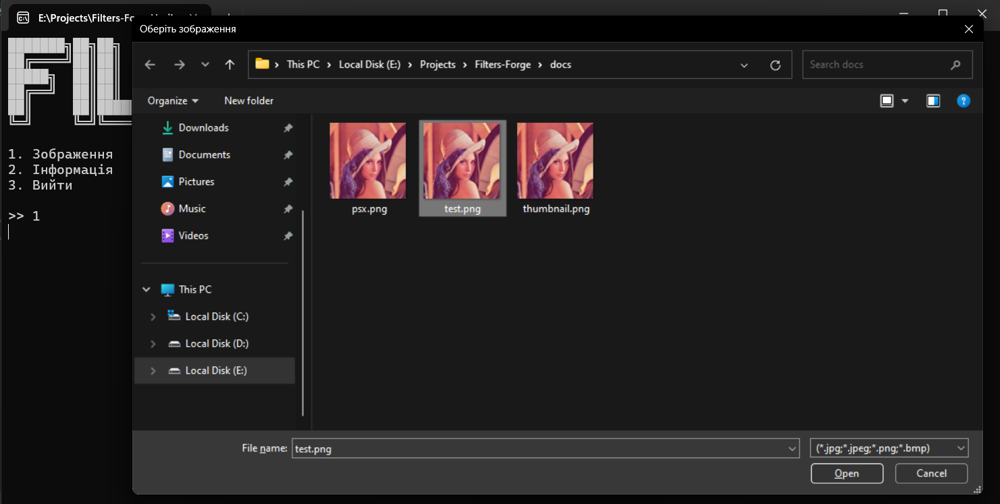 E:\Projects\Filters-Fo
Оберіть зображення
This PC
Local Disk (E:)
Projects
Filters-Forge
docs
Search docs
Organize
New folder
FIL
Downloads
Documents
Pictures
Music
Videos
This PC
Local Disk (C:)
Local Disk (D:)
Local Disk (E:)
psx.png
test.png
thumbnail.png
1. Зображення
2. Інформація
3. Вийти
>> 1
File name:
test.png
(*.jpg;*.jpeg;*.png;*.bmp)
Open
Cancel